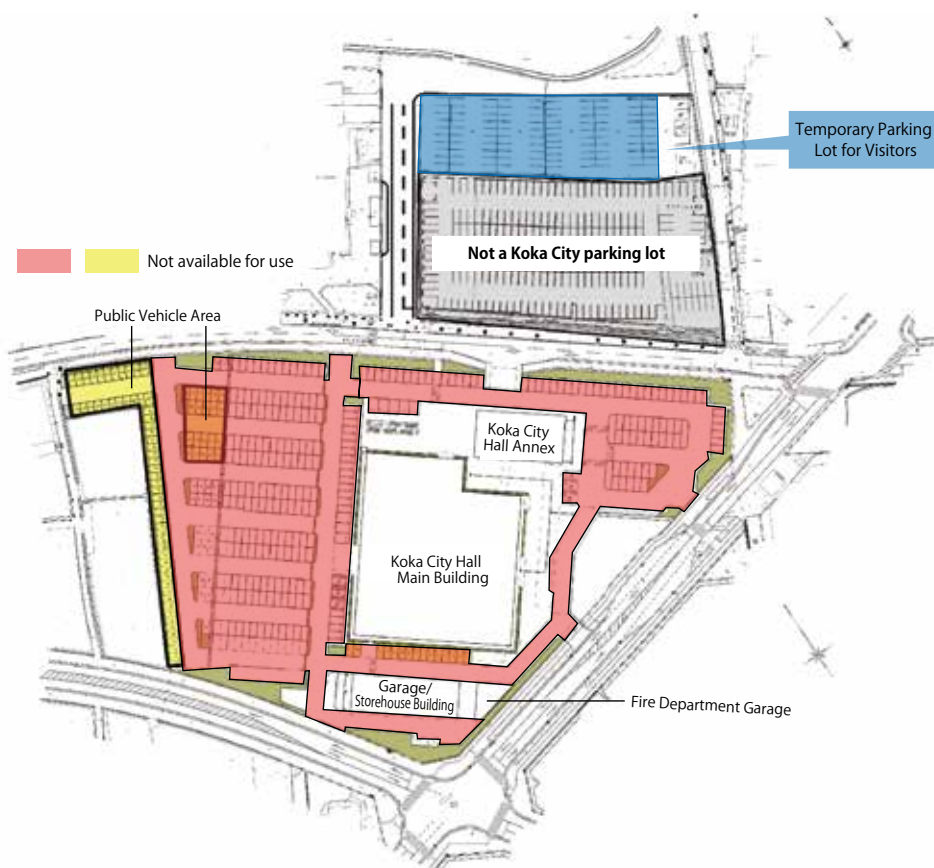 Temporary Parking
Lot for Visitors
Not a Koka City parking lot
Not available for use
Public Vehicle Area
Koka City
Hall Annex
Koka City Hall
Main Building
Garage/
Storehouse Building
Fire Department Garage